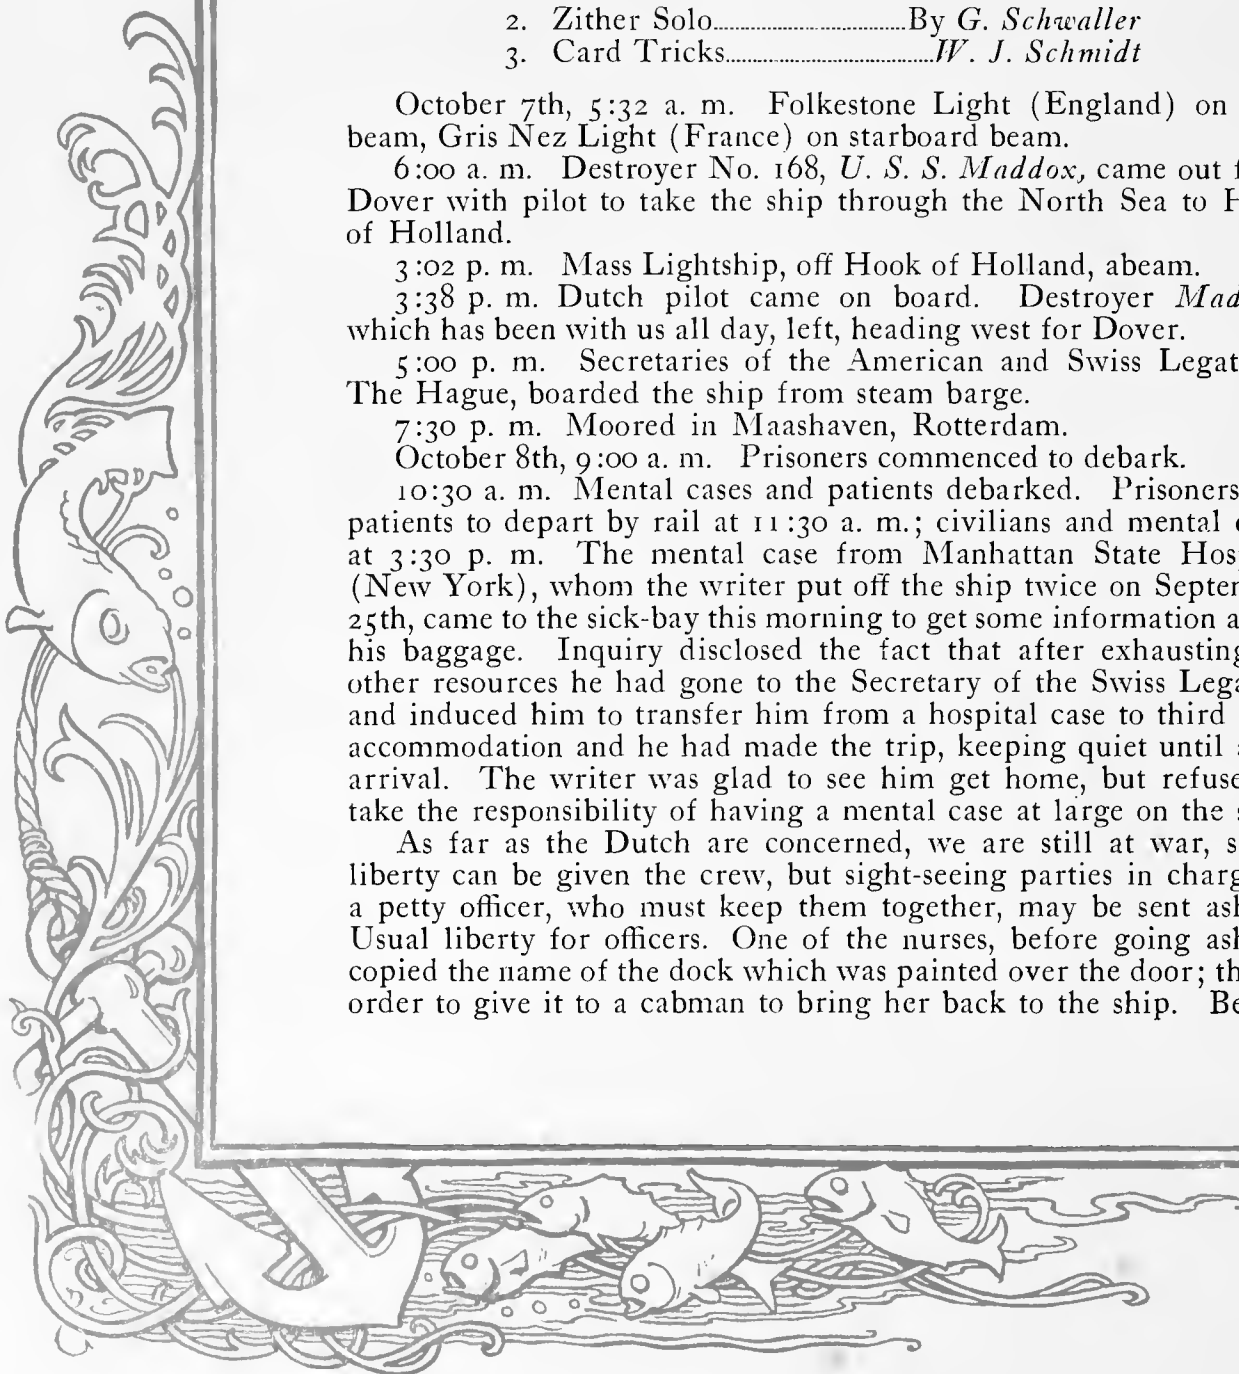 2. Zither Solo..................................By G. Schwaller
3. Card Tricks.....................................W. J. Schmidt
October 7th, 5:32 a. m. Folkestone Light (England) on
beam, Gris Nez Light (France) on starboard beam.
6:00 a. m. Destroyer No. 168, U. S. S. Maddox, came out f
Dover with pilot to take the ship through the North Sea to H
of Holland.
3:02 p. m. Mass Lightship, off Hook of Holland, abeam.
3:38 p. m. Dutch pilot came on board. Destroyer Mad
which has been with us all day, left, heading west for Dover.
5:00 p. m. Secretaries of the American and Swiss Legat
The Hague, boarded the ship from steam barge.
7:30 p. m. Moored in Maashaven, Rotterdam.
October 8th, 9:00 a. m. Prisoners commenced to debark.
10:30 a. m. Mental cases and patients debarked. Prisoners
patients to depart by rail at 11:30 a. m.; civilians and mental c
at 3:30 p. m. The mental case from Manhattan State Hosp
(New York), whom the writer put off the ship twice on Septem
25th, came to the sick-bay this morning to get some information a
his baggage. Inquiry disclosed the fact that after exhausting
other resources he had gone to the Secretary of the Swiss Lega
and induced him to transfer him from a hospital case to third
accommodation and he had made the trip, keeping quiet until a
arrival. The writer was glad to see him get home, but refuse
take the responsibility of having a mental case at large on the s
As far as the Dutch are concerned, we are still at war, s
liberty can be given the crew, but sight-seeing parties in charg
a petty officer, who must keep them together, may be sent ash
Usual liberty for officers. One of the nurses, before going ash
copied the name of the dock which was painted over the door; th
order to give it to a cabman to bring her back to the ship. Be